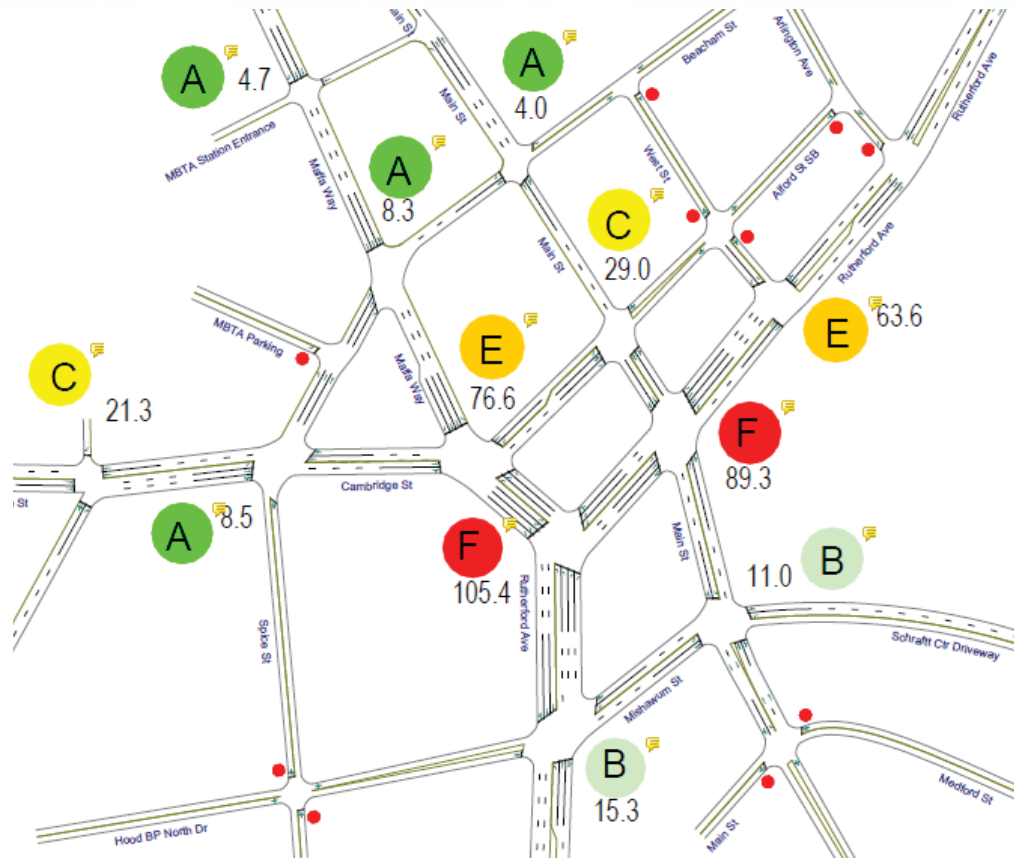 Main St
Beacham St
Arlington Ave
Rutherford Ave
A
4.7
A
4.0
Main St
MBTA Station Entrance
Maffa Way
A
8.3
West St
Alford St SB
C
29.0
Main St
Rutherford Ave
MBTA Parking
Maffa Way
E
76.6
E
63.6
C
21.3
F
89.3
Cambridge St
St
A
8.5
F
105.4
Main St
B
11.0
Rutherford Ave
Spice St
Schrafft Ctr Driveway
Mishawum St
B
15.3
Medford St
Main St
Hood BP North Dr